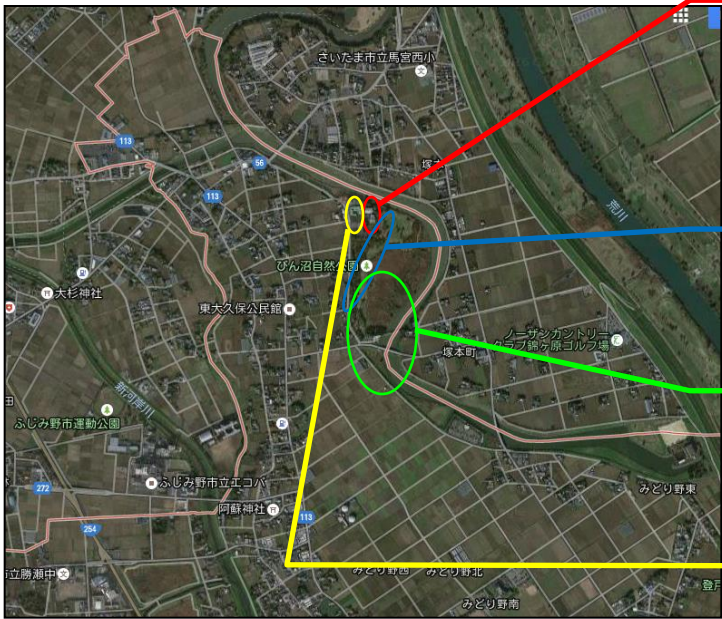 さいたま市立馬宮西小
113
56
塚本
113
荒川
びん沼自然公園
大杉神社
東大久保公民館
ノーザンカントリー
クラブ錦ヶ原ゴルフ場
塚本町
新河岸川
ふじみ野市運動公園
272
ふじみ野市立エコパ
みどり野東
阿蘇神社
113
254
市立勝瀬中
みどり野西
みどり野北
みどり野南